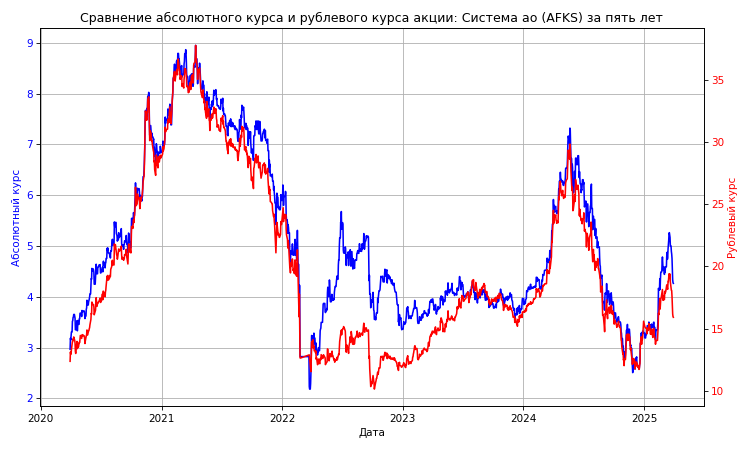 Сравнение абсолютного курса и рублевого курса акции: Система ао (AFKS) за пять лет
9
8
7
6
5
4
3
2
Абсолютный курс
35
30
25
20
15
10
Рублевый курс
2020 2021 2022 2023 2024 2025
Дата